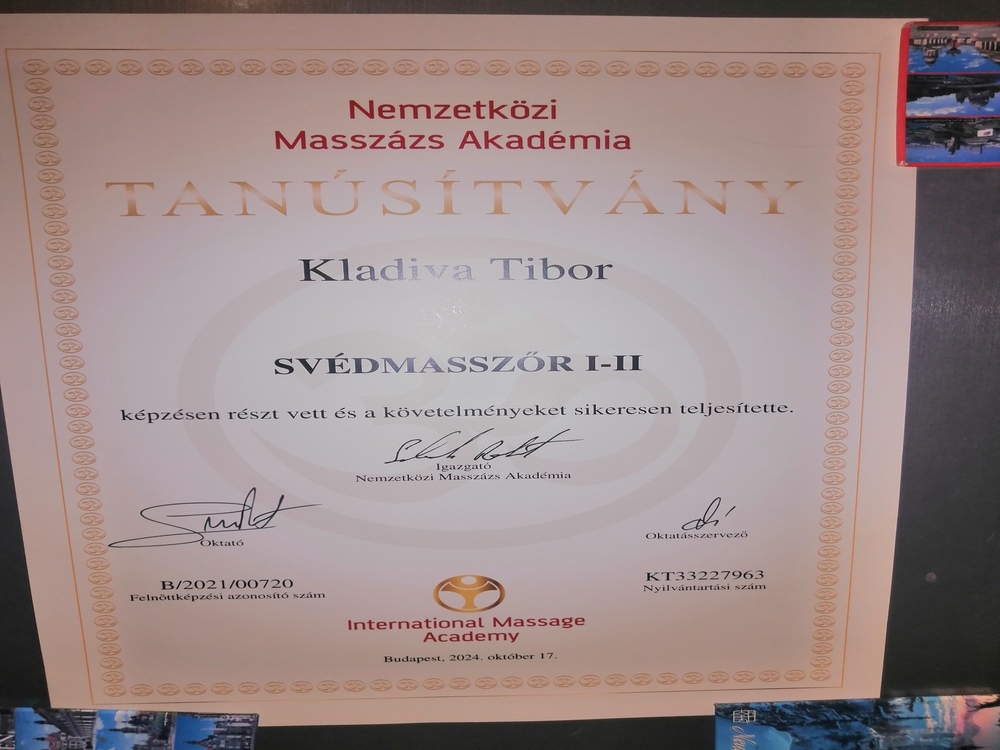 Nemzetközi
Masszázs Akadémia
TANÚSÍTVÁNY
Kladiva Tibor
SVÉDMASSZŐR I-II
képzésen részt vett és a követelményeket sikeresen teljesítette.
Igazgató
Nemzetközi Masszázs Akadémia
Oktató
Oktatásszervező
B/2021/00720
Felnőttképzési azonosító szám
KT33227963
Nyilvántartási szám
International Massage
Academy
Budapest, 2024. október 17.